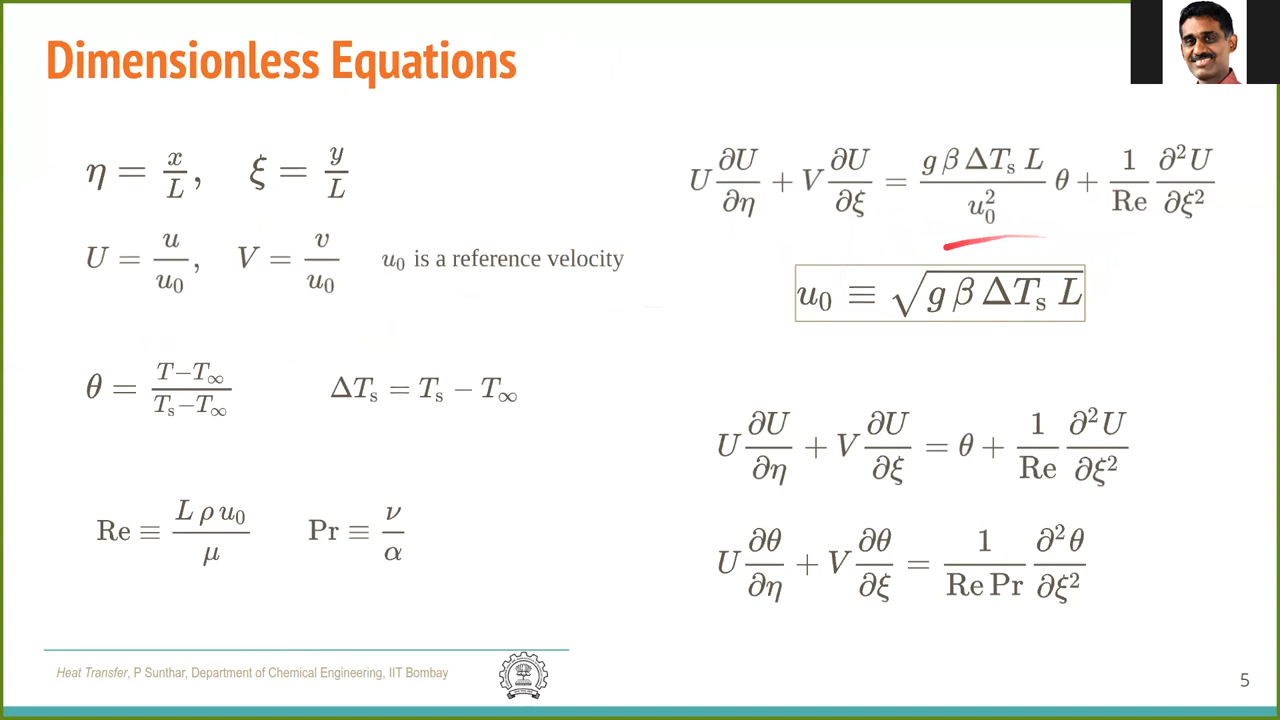 Dimensionless Equations
η = x/L, ξ = y/L
U = u/u₀, V = v/u₀ u₀ is a reference velocity
θ = (T−T∞)/(Tₛ−T∞) ΔTₛ = Tₛ − T∞
Re ≡ L ρ u₀/μ Pr ≡ ν/α
U ∂U/∂η + V ∂U/∂ξ = (g β ΔTₛ L)/u₀² θ + 1/Re ∂²U/∂ξ²
u₀ ≡ √(g β ΔTₛ L)
U ∂U/∂η + V ∂U/∂ξ = θ + 1/Re ∂²U/∂ξ²
U ∂θ/∂η + V ∂θ/∂ξ = 1/(Re Pr) ∂²θ/∂ξ²
Heat Transfer, P Sunthar, Department of Chemical Engineering, IIT Bombay
5